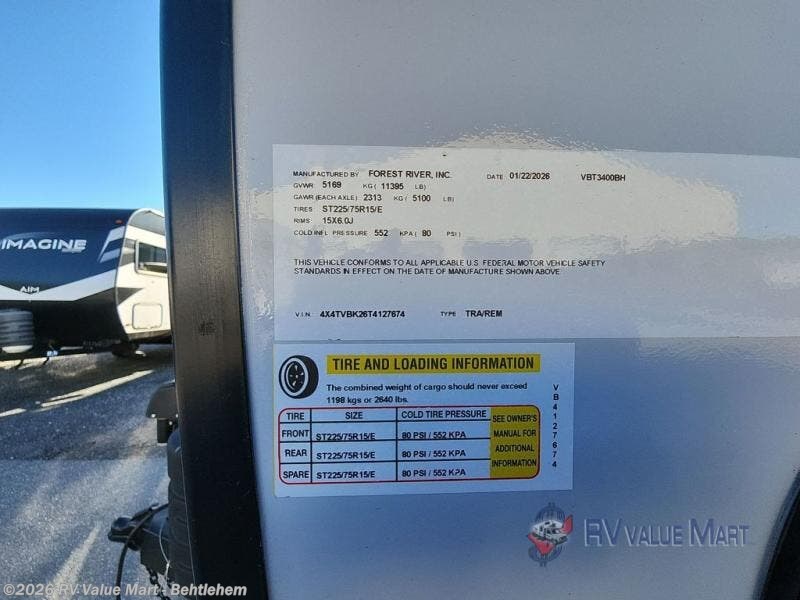 IMAGINE
AIM
MANUFACTURED BY FOREST RIVER, INC. DATE 01/22/2026 VBT3400BH
GVWR: 5169 KG ( 11395 LB)
GAWR (EACH AXLE) 2313 KG ( 5100 LB)
TIRES ST225/75R15/E
RIMS: 15X6.0J
COLD INFL PRESSURE 552 KPA ( 80 PSI )
THIS VEHICLE CONFORMS TO ALL APPLICABLE U.S. FEDERAL MOTOR VEHICLE SAFETY
STANDARDS IN EFFECT ON THE DATE OF MANUFACTURE SHOWN ABOVE
V.I.N. 4X4TVBK26T4127674 TYPE TRA/REM
TIRE AND LOADING INFORMATION
The combined weight of cargo should never exceed
1198 kgs or 2640 lbs.
TIRE SIZE COLD TIRE PRESSURE
FRONT ST225/75R15/E 80 PSI / 552 KPA
REAR ST225/75R15/E 80 PSI / 552 KPA
SPARE ST225/75R15/E 80 PSI / 552 KPA
SEE OWNER'S
MANUAL FOR
ADDITIONAL
INFORMATION
VB4127674
RV VALUE MART
©2026 RV Value Mart - Behtlehem